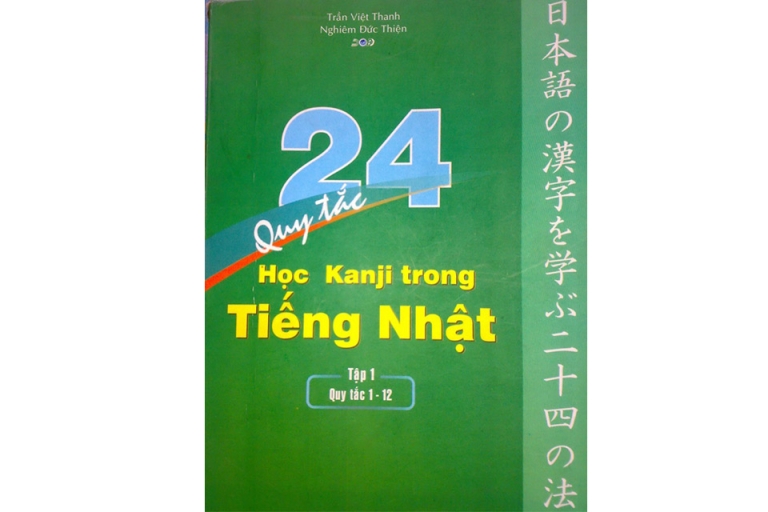 Trần Việt Thanh
Nghiêm Đức Thiện
24
Quy tắc
Học Kanji trong
Tiếng Nhật
Tập 1
Quy tắc 1 - 12
日本語の漢字を学ぶ二十四の法